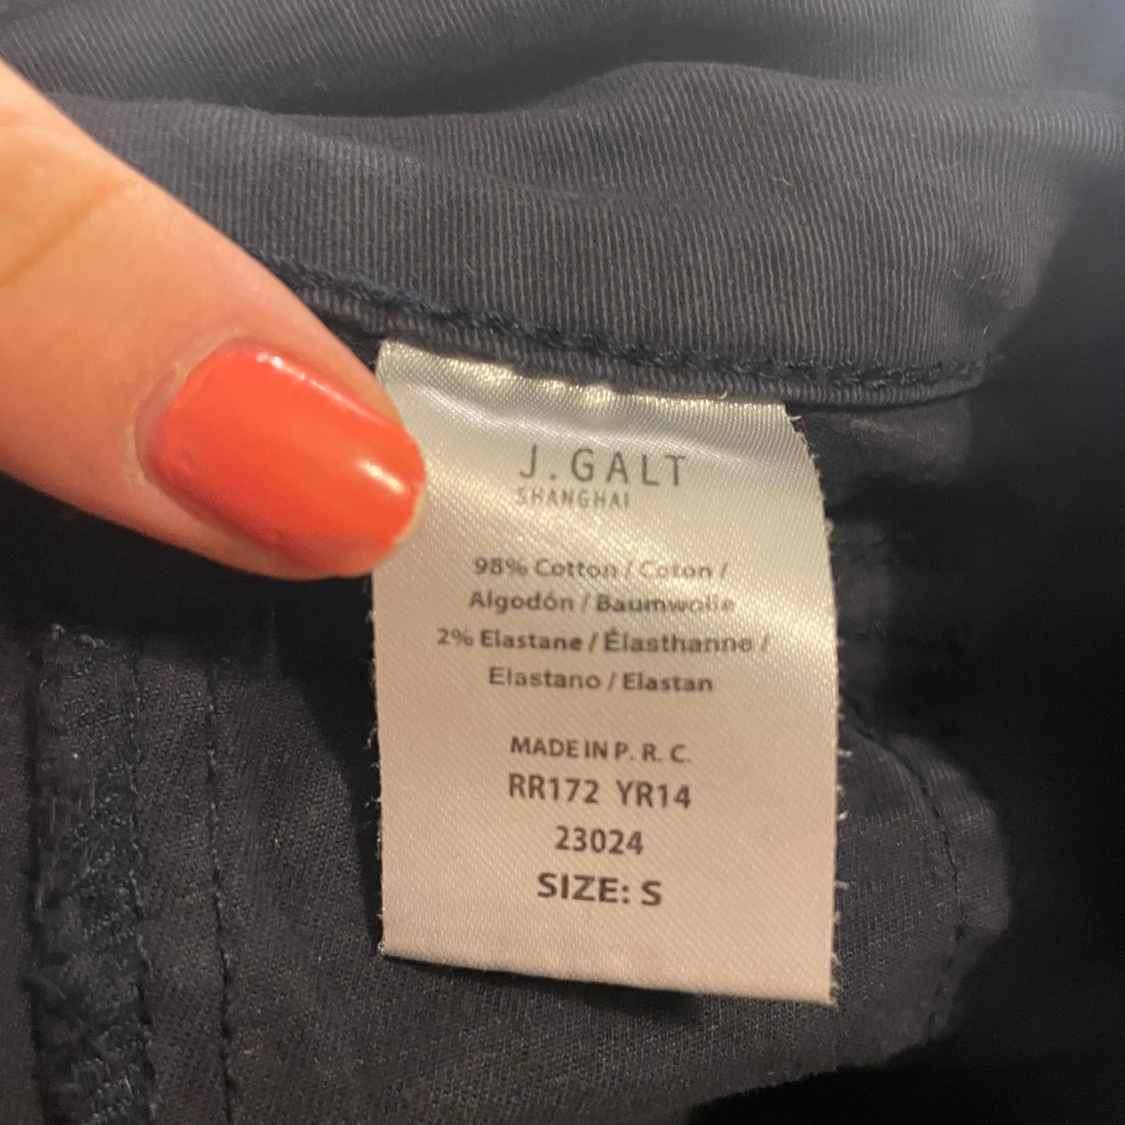 J.GALT
SHANGHAI
98% Cotton / Coton /
Algodón / Baumwolle
2% Elastane / Élasthanne /
Elastano / Elastan
MADE IN P. R. C.
RR172 YR14
23024
SIZE: S